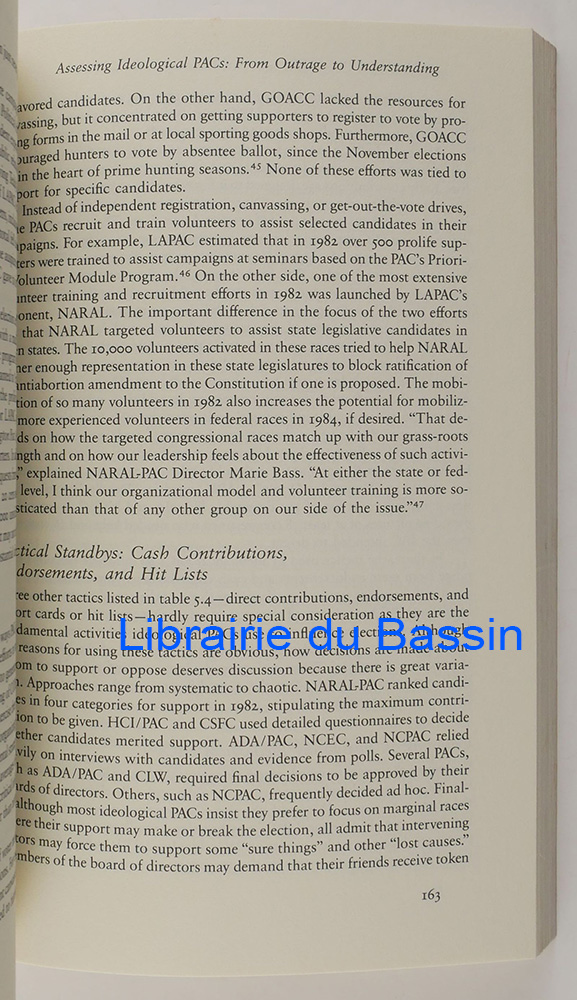 Assessing Ideological PACs: From Outrage to Understanding
avored candidates. On the other hand, GOACC lacked the resources for
vassing, but it concentrated on getting supporters to register to vote by pro-
ng forms in the mail or at local sporting goods shops. Furthermore, GOACC
ouraged hunters to vote by absentee ballot, since the November elections
in the heart of prime hunting seasons.45 None of these efforts was tied to
port for specific candidates.
Instead of independent registration, canvassing, or get-out-the-vote drives,
e PACs recruit and train volunteers to assist selected candidates in their
paigns. For example, LAPAC estimated that in 1982 over 500 prolife sup-
ters were trained to assist campaigns at seminars based on the PAC's Priori-
Volunteer Module Program.46 On the other side, one of the most extensive
unteer training and recruitment efforts in 1982 was launched by LAPAC's
onent, NARAL. The important difference in the focus of the two efforts
that NARAL targeted volunteers to assist state legislative candidates in
n states. The 10,000 volunteers activated in these races tried to help NARAL
her enough representation in these state legislatures to block ratification of
antiabortion amendment to the Constitution if one is proposed. The mobi-
tion of so many volunteers in 1982 also increases the potential for mobiliz-
more experienced volunteers in federal races in 1984, if desired. “That de-
ds on how the targeted congressional races match up with our grass-roots
ngth and on how our leadership feels about the effectiveness of such activi-
,” explained NARAL-PAC Director Marie Bass. “At either the state or fed-
level, I think our organizational model and volunteer training is more so-
sticated than that of any other group on our side of the issue.”47
ctical Standbys: Cash Contributions,
dorsements, and Hit Lists
ree other tactics listed in table 5.4—direct contributions, endorsements, and
ort cards or hit lists—hardly require special consideration as they are the
damental activities ideological PACs use to influence elections. Although
reasons for using these tactics are obvious, how decisions are made about
om to support or oppose deserves discussion because there is great varia-
n. Approaches range from systematic to chaotic. NARAL-PAC ranked candi-
es in four categories for support in 1982, stipulating the maximum contri-
ion to be given. HCI/PAC and CSFC used detailed questionnaires to decide
ether candidates merited support. ADA/PAC, NCEC, and NCPAC relied
vily on interviews with candidates and evidence from polls. Several PACs,
h as ADA/PAC and CLW, required final decisions to be approved by their
ards of directors. Others, such as NCPAC, frequently decided ad hoc. Final-
although most ideological PACs insist they prefer to focus on marginal races
ere their support may make or break the election, all admit that intervening
tors may force them to support some “sure things” and other “lost causes.”
mbers of the board of directors may demand that their friends receive token
163
Librairie du Bassin